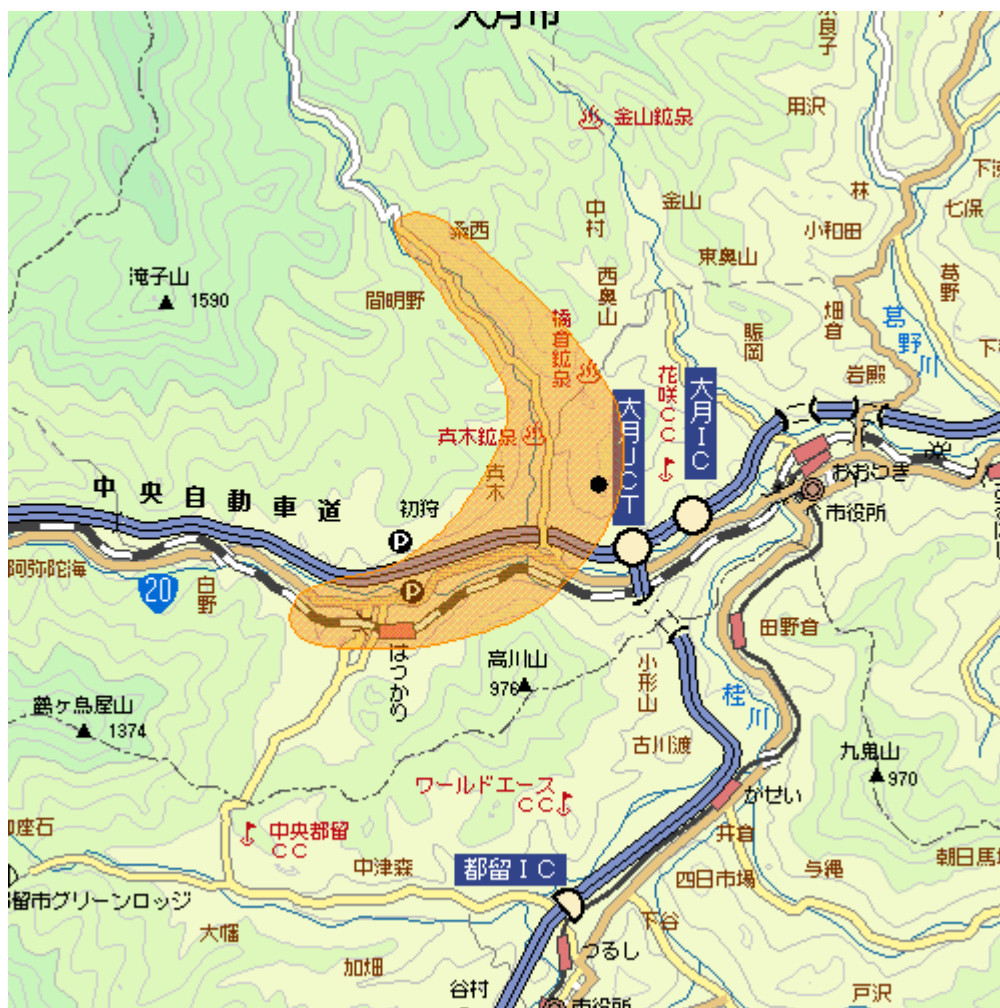 大月市
良子
用沢
金山鉱泉
金山
中村
林
下
七保
小和田
桑西
東奥山
滝子山
1590
間明野
西奥山
畑倉
葛野
葛野川
橋倉鉱泉
賑岡
岩殿
花咲CC
大月IC
大月JCT
真木鉱泉
真木
おおつき
市役所
中央自動車道
初狩
P
P
阿弥陀海
白野
20
はつかり
高川山
976
小形山
田野倉
桂川
鶴ヶ鳥屋山
1374
古川渡
九鬼山
970
ワールドエース
CC
かせい
中央都留
CC
座石
中津森
都留IC
井倉
四日市場
与縄
朝日馬
留市グリーンロッジ
大幡
下谷
加畑
つるし
谷村
市役所
戸沢